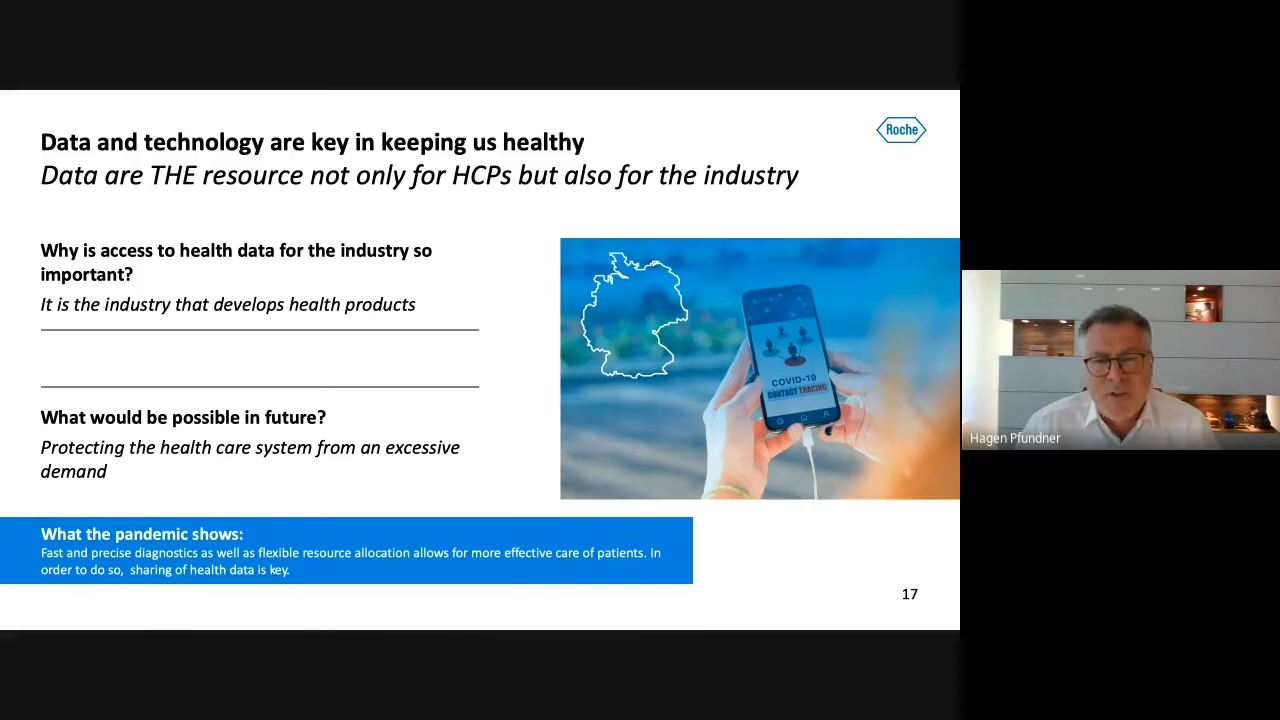 Data and technology are key in keeping us healthy
Roche
Data are THE resource not only for HCPs but also for the industry
Why is access to health data for the industry so
important?
It is the industry that develops health products
COVID-19
CONTACT TRACING
What would be possible in future?
Protecting the health care system from an excessive
demand
Hagen Pfundner
What the pandemic shows:
Fast and precise diagnostics as well as flexible resource allocation allows for more effective care of patients. In
order to do so, sharing of health data is key.
17